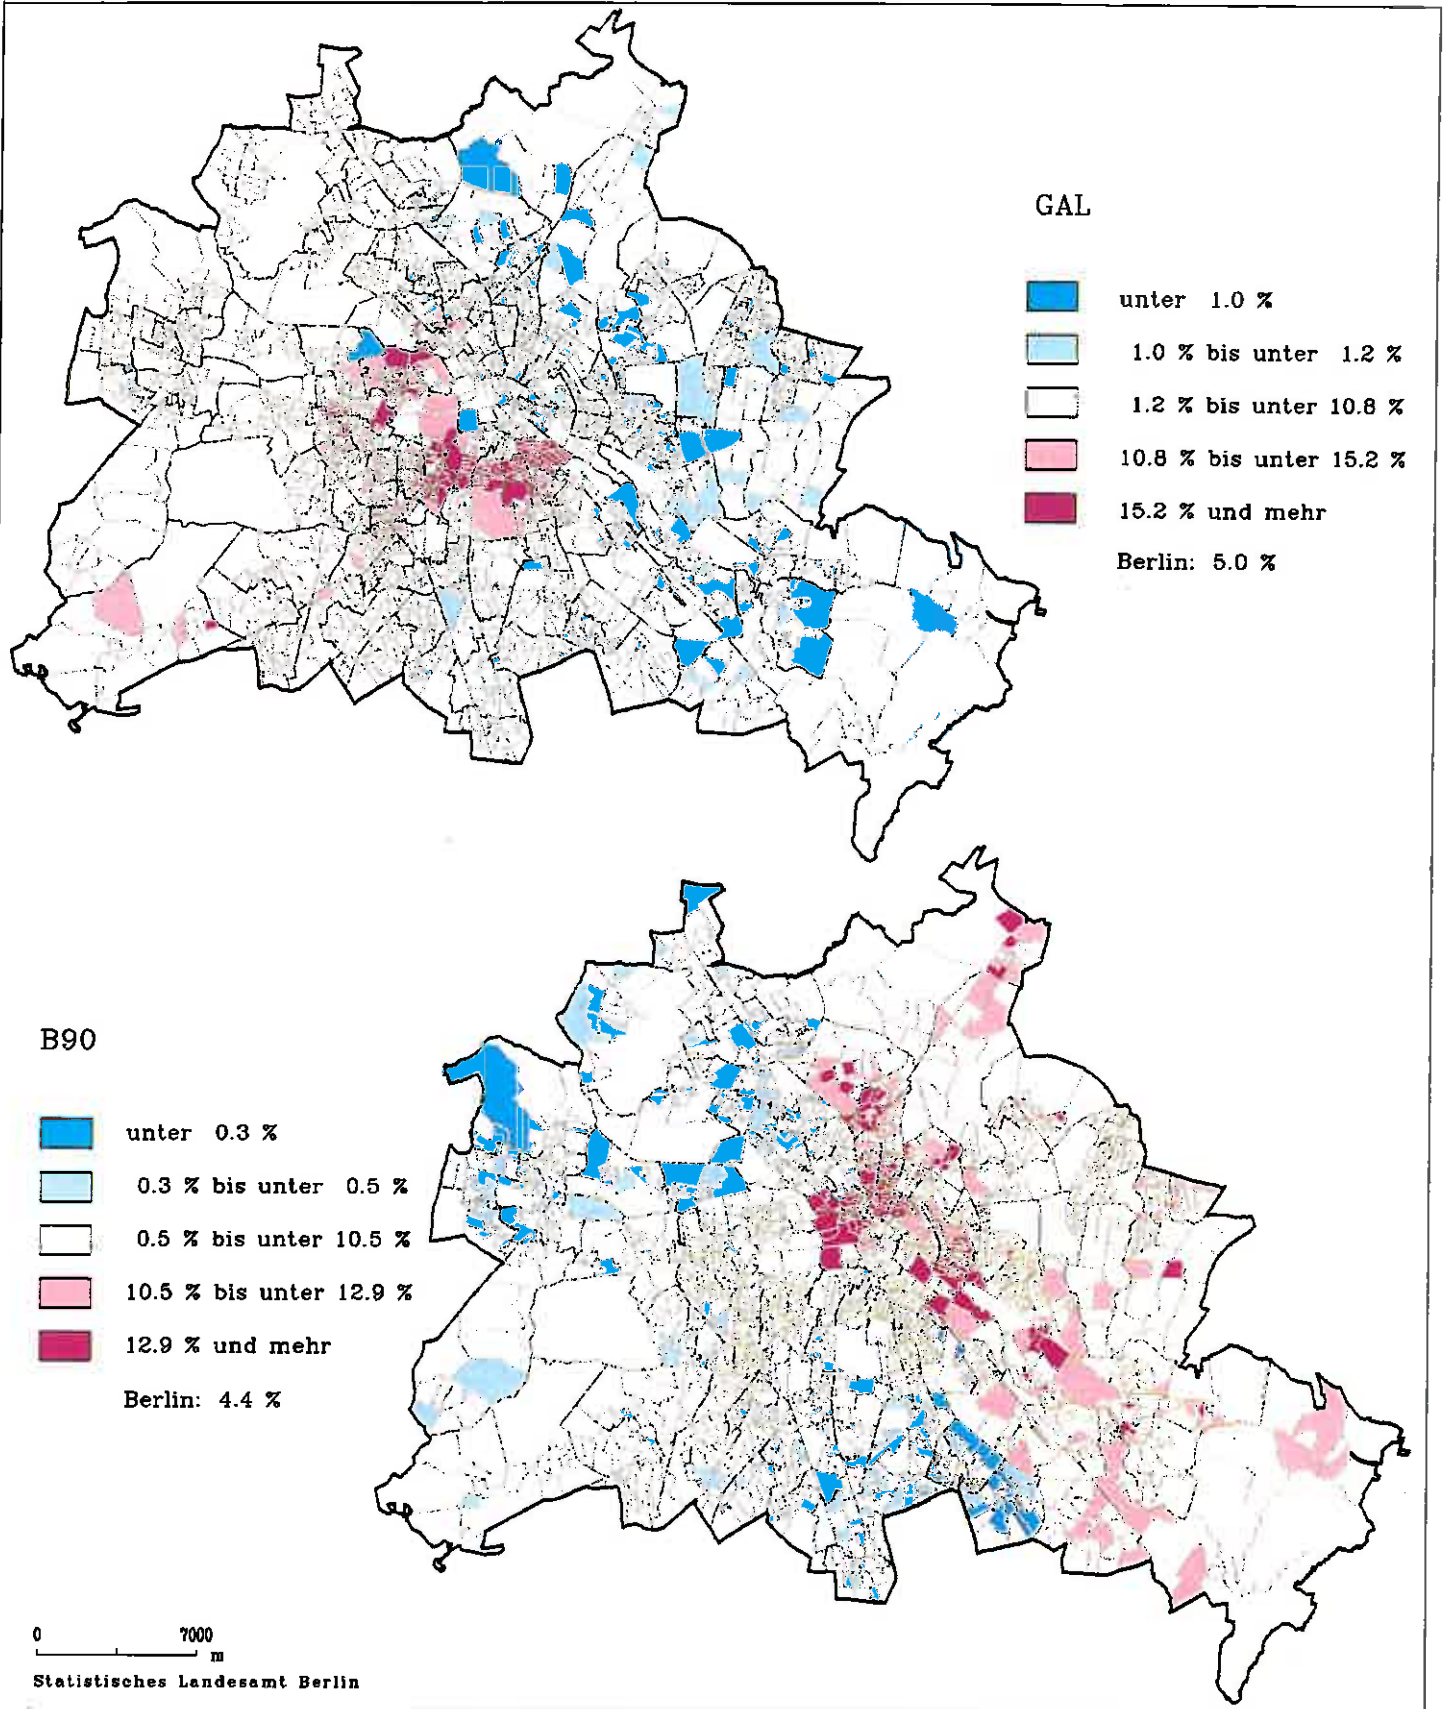 GAL
unter 1.0 %
1.0 % bis unter 1.2 %
1.2 % bis unter 10.8 %
10.8 % bis unter 15.2 %
15.2 % und mehr
Berlin: 5.0 %
B90
unter 0.3 %
0.3 % bis unter 0.5 %
0.5 % bis unter 10.5 %
10.5 % bis unter 12.9 %
12.9 % und mehr
Berlin: 4.4 %
0 7000
m
Statistisches Landesamt Berlin